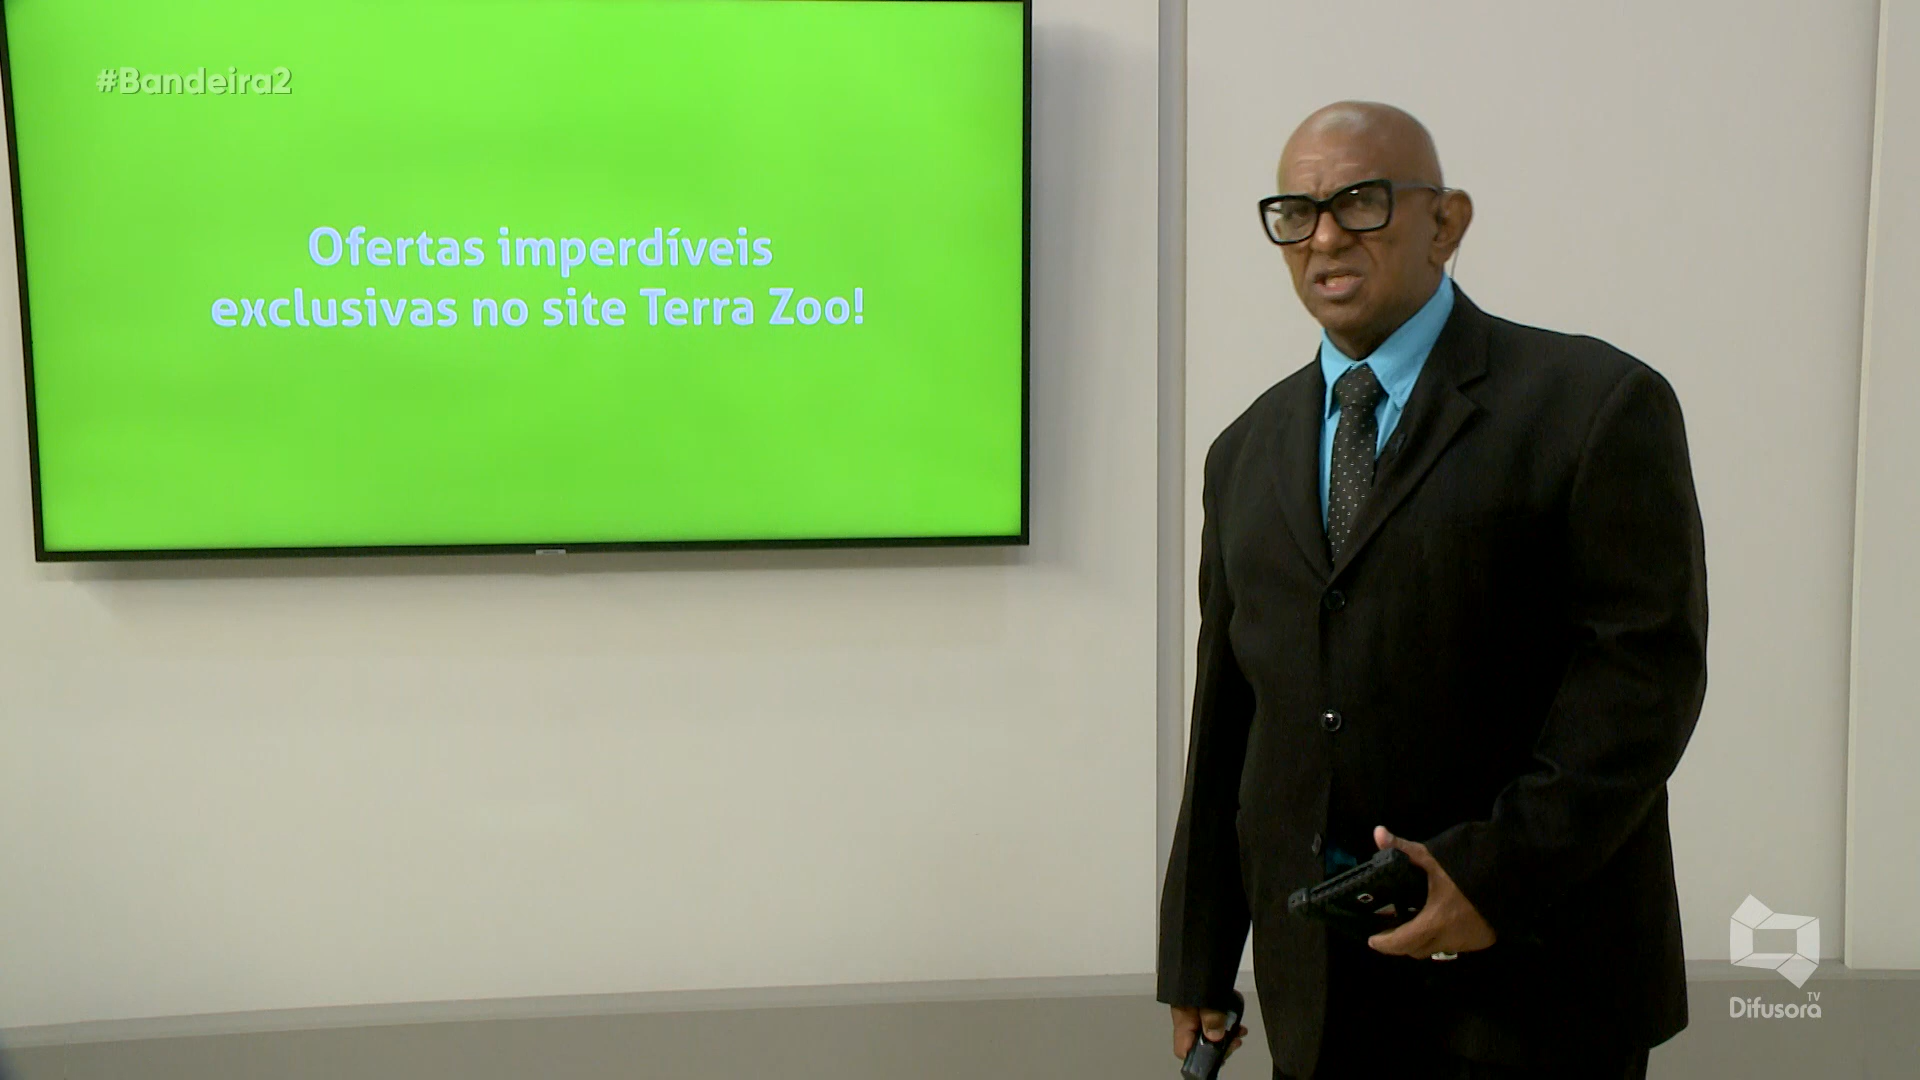 #Bandeira2
Ofertas imperdíveis
exclusivas no site Terra Zoo!
TV
Difusora